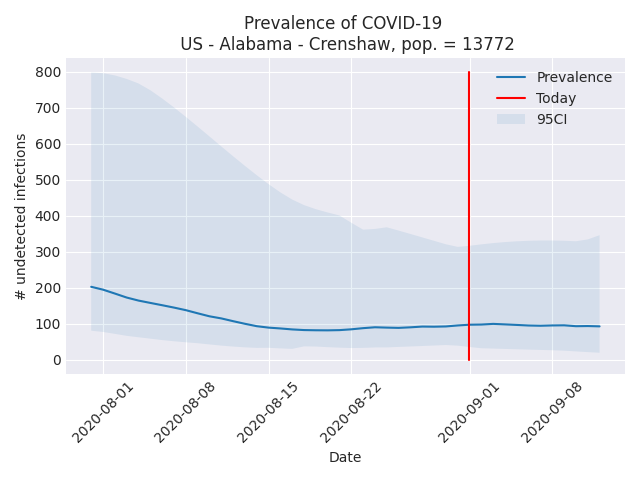 Prevalence of COVID-19
US - Alabama - Crenshaw, pop. = 13772
800
700
600
500
400
300
200
100
0
# undetected infections
Prevalence
Today
95CI
2020-08-01
2020-08-08
2020-08-15
2020-08-22
2020-09-01
2020-09-08
Date